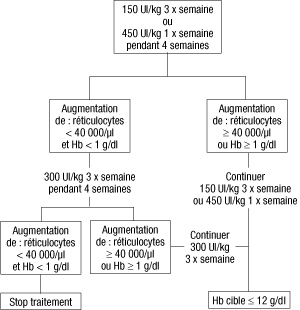 150 UI/kg 3 x semaine
ou
450 UI/kg 1 x semaine
pendant 4 semaines
Augmentation
de : réticulocytes
< 40 000/µl
et Hb < 1 g/dl
Augmentation
de : réticulocytes
≥ 40 000/µl
ou Hb ≥ 1 g/dl
300 UI/kg 3 x semaine
pendant 4 semaines
Continuer
150 UI/kg 3 x semaine
ou 450 UI/kg 1 x semaine
Augmentation
de : réticulocytes
< 40 000/µl
et Hb < 1 g/dl
Augmentation
de : réticulocytes
≥ 40 000/µl
ou Hb ≥ 1 g/dl
Continuer
300 UI/kg
3 x semaine
Stop traitement
Hb cible ≤ 12 g/dl